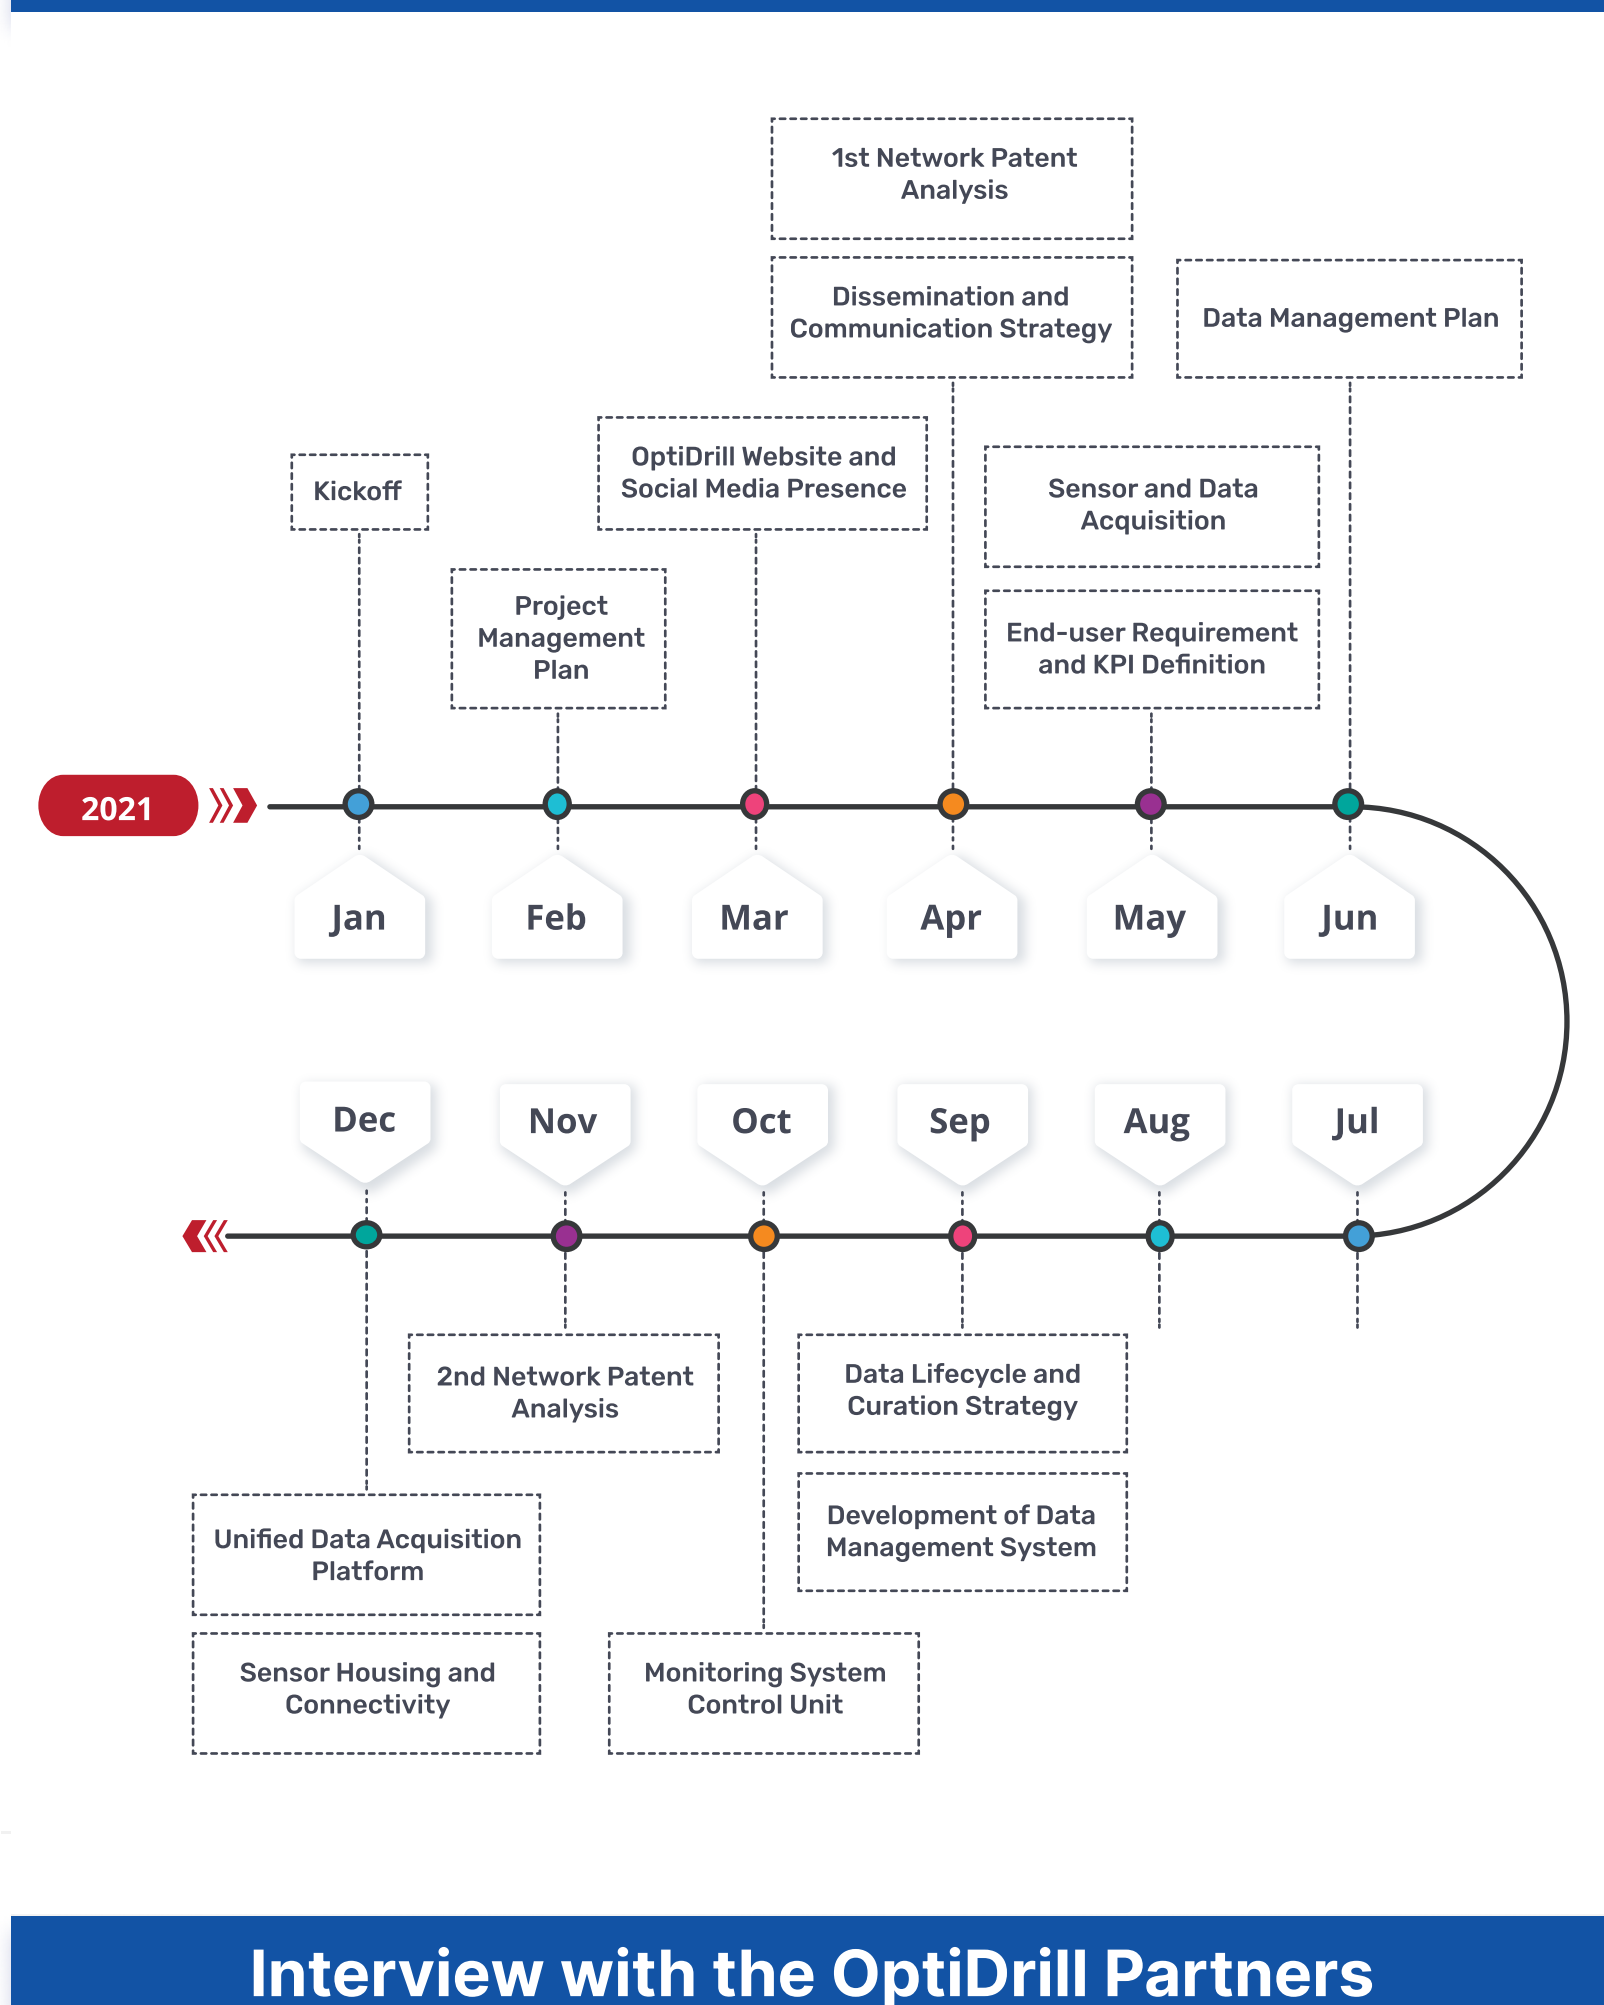 1st Network Patent
Analysis
Dissemination and
Communication Strategy
Data Management Plan
OptiDrill Website and
Social Media Presence
Kickoff
Sensor and Data
Acquisition
Project
Management
Plan
End-user Requirement
and KPI Definition
2021
Jan
Feb
Mar
Apr
May
Jun
Dec
Nov
Oct
Sep
Aug
Jul
2nd Network Patent
Analysis
Data Lifecycle and
Curation Strategy
Unified Data Acquisition
Platform
Development of Data
Management System
Sensor Housing and
Connectivity
Monitoring System
Control Unit
Interview with the OptiDrill Partners